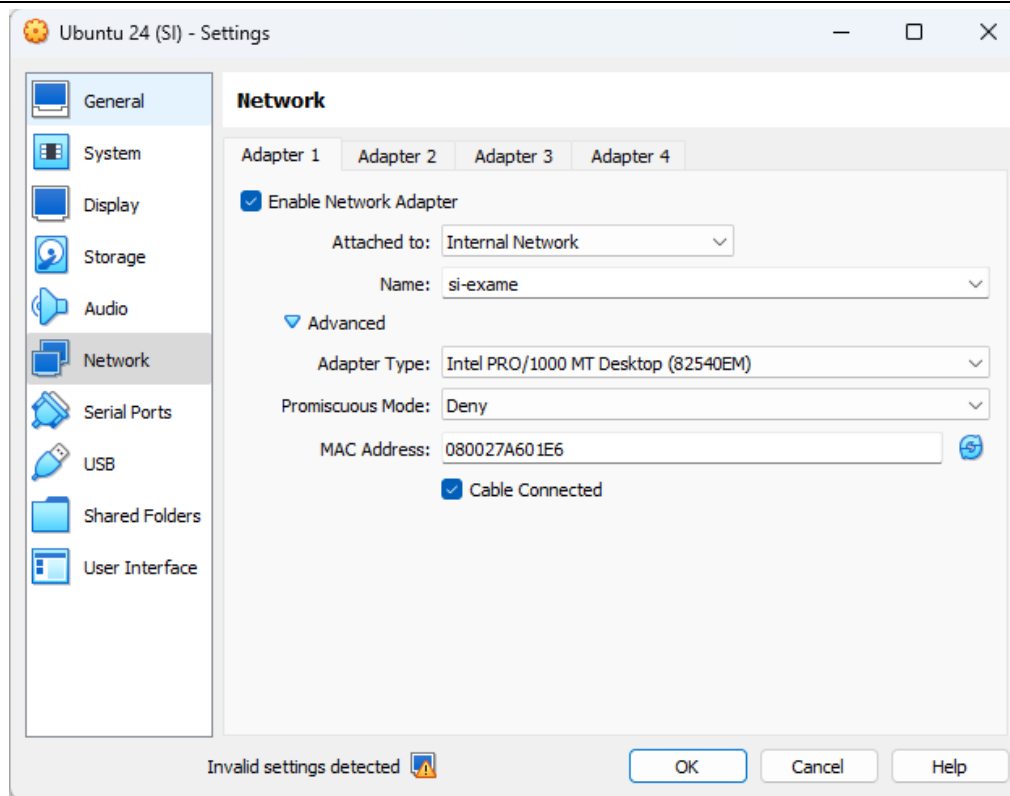 Ubuntu 24 (SI) - Settings
General
System
Display
Storage
Audio
Network
Serial Ports
USB
Shared Folders
User Interface
Network
Adapter 1 Adapter 2 Adapter 3 Adapter 4
Enable Network Adapter
Attached to: Internal Network
Name: si-exame
Advanced
Adapter Type: Intel PRO/1000 MT Desktop (82540EM)
Promiscuous Mode: Deny
MAC Address: 080027A601E6
Cable Connected
Invalid settings detected
OK Cancel Help